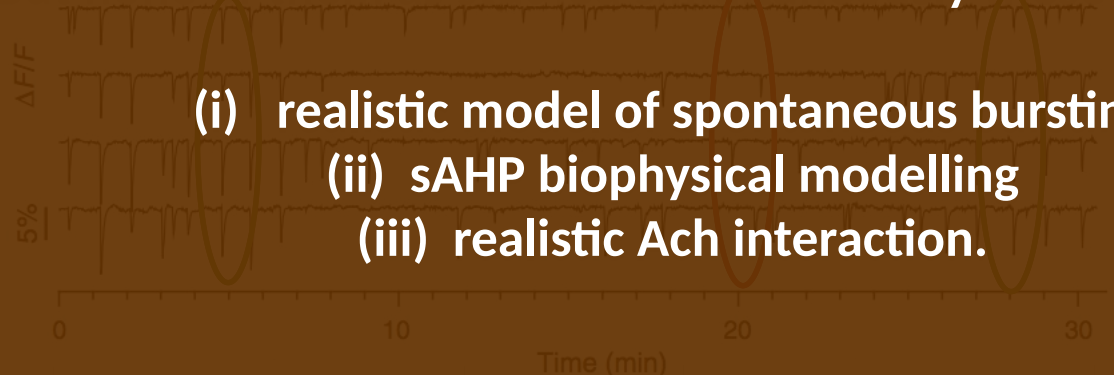 ΔF/F
(i) realistic model of spontaneous burstin
(ii) sAHP biophysical modelling
(iii) realistic Ach interaction.
5%
0 10 20 30
Time (min)